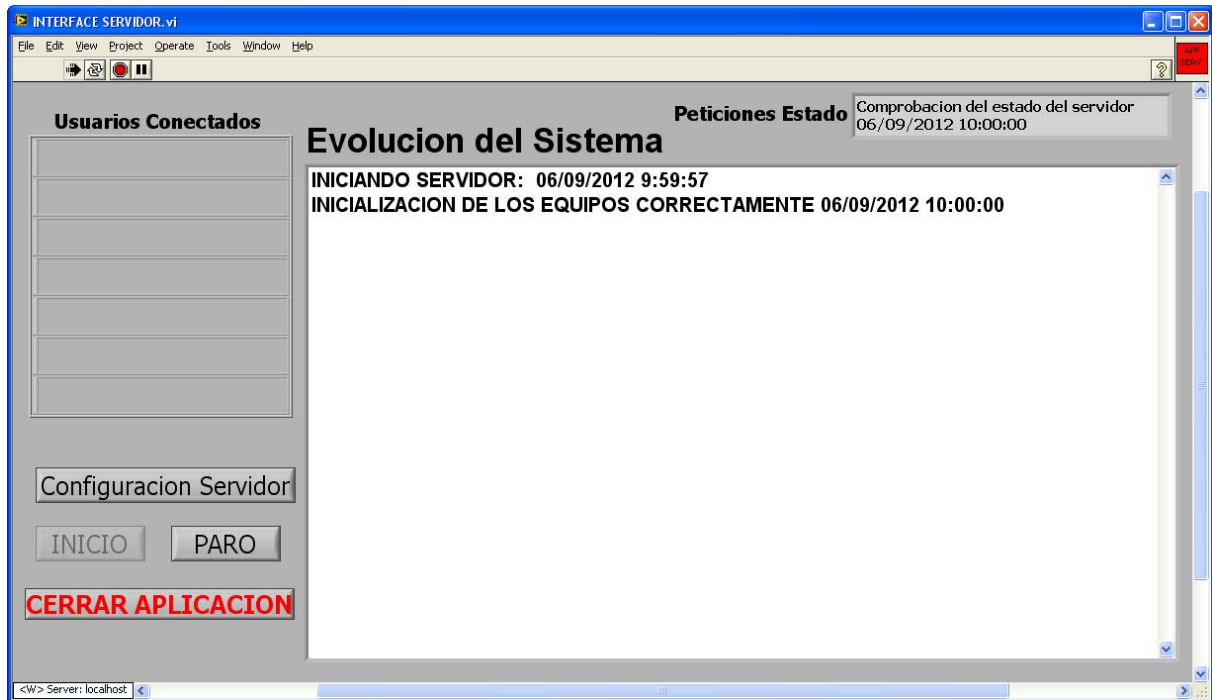 INTERFACE SERVIDOR.vi
File Edit View Project Operate Tools Window Help
APP
SERV
Usuarios Conectados
Peticiones Estado
Comprobacion del estado del servidor
06/09/2012 10:00:00
Evolucion del Sistema
INICIANDO SERVIDOR: 06/09/2012 9:59:57
INICIALIZACION DE LOS EQUIPOS CORRECTAMENTE 06/09/2012 10:00:00
Configuracion Servidor
INICIO
PARO
CERRAR APLICACION
<W> Server: localhost